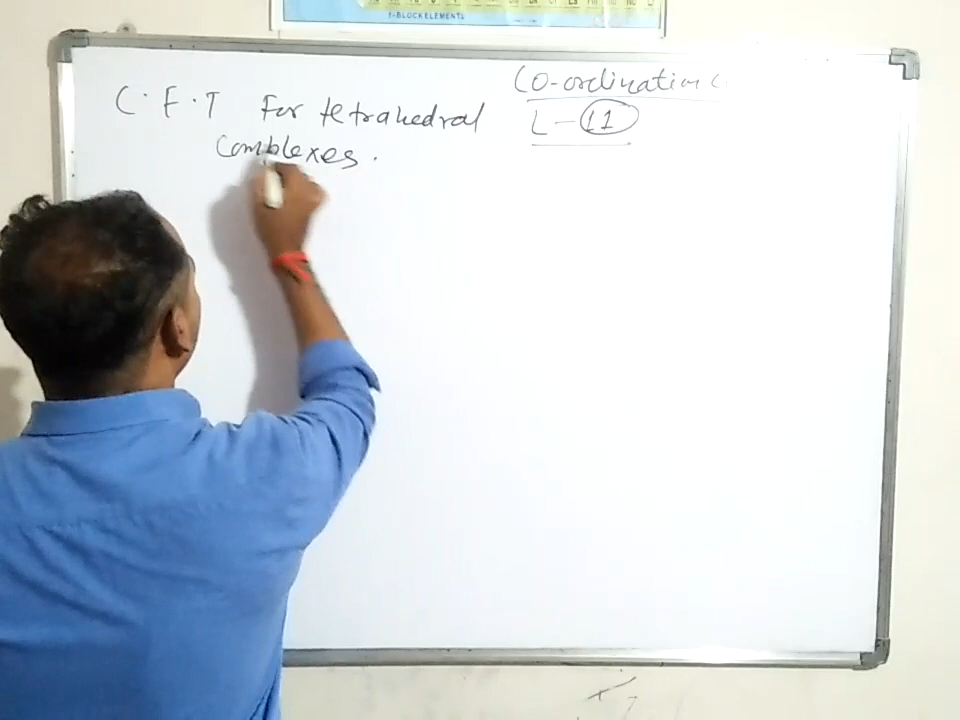 f-BLOCK ELEMENTS
CO-ordination C
L-11
C.F.T For tetrahedral
Complexes.